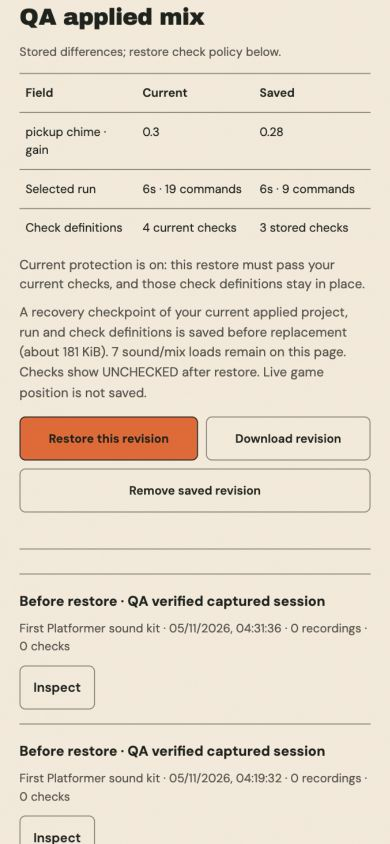 QA applied mix
Stored differences; restore check policy below.
Field Current Saved
pickup chime · 0.3 0.28
gain
Selected run 6s · 19 commands 6s · 9 commands
Check definitions 4 current checks 3 stored checks
Current protection is on: this restore must pass your
current checks, and those check definitions stay in place.
A recovery checkpoint of your current applied project,
run and check definitions is saved before replacement
(about 181 KiB). 7 sound/mix loads remain on this page.
Checks show UNCHECKED after restore. Live game
position is not saved.
Restore this revision Download revision
Remove saved revision
Before restore · QA verified captured session
First Platformer sound kit · 05/11/2026, 04:31:36 · 0 recordings ·
0 checks
Inspect
Before restore · QA verified captured session
First Platformer sound kit · 05/11/2026, 04:19:32 · 0 recordings ·
0 checks
Inspect